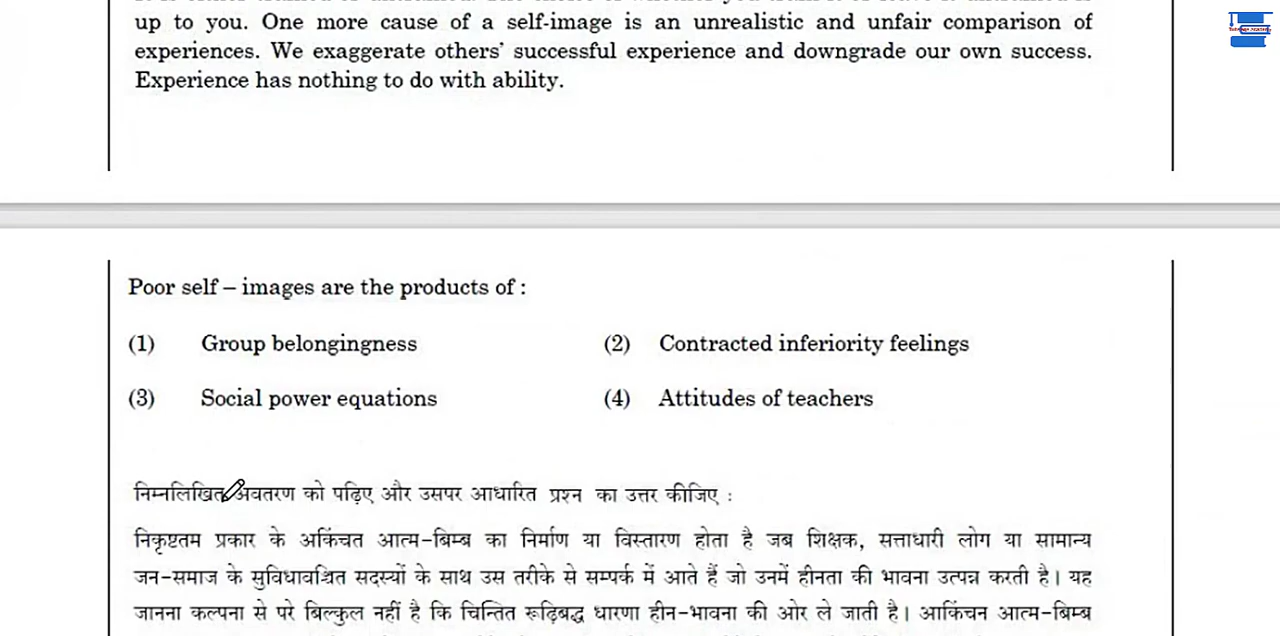 up to you. One more cause of a self-image is an unrealistic and unfair comparison of
experiences. We exaggerate others' successful experience and downgrade our own success.
Experience has nothing to do with ability.
Poor self – images are the products of :
(1) Group belongingness
(2) Contracted inferiority feelings
(3) Social power equations
(4) Attitudes of teachers
निम्नलिखित अवतरण को पढ़िए और उसपर आधारित प्रश्न का उत्तर कीजिए :
निकृष्टतम प्रकार के अकिंचत आत्म-बिम्ब का निर्माण या विस्तारण होता है जब शिक्षक, सत्ताधारी लोग या सामान्य
जन-समाज के सुविधावश्चित सदस्यों के साथ उस तरीके से सम्पर्क में आते हैं जो उनमें हीनता की भावना उत्पन्न करती है। यह
जानना कल्पना से परे बिल्कुल नहीं है कि चिन्तित रूढ़िबद्ध धारणा हीन-भावना की ओर ले जाती है। आकिंचन आत्म-बिम्ब